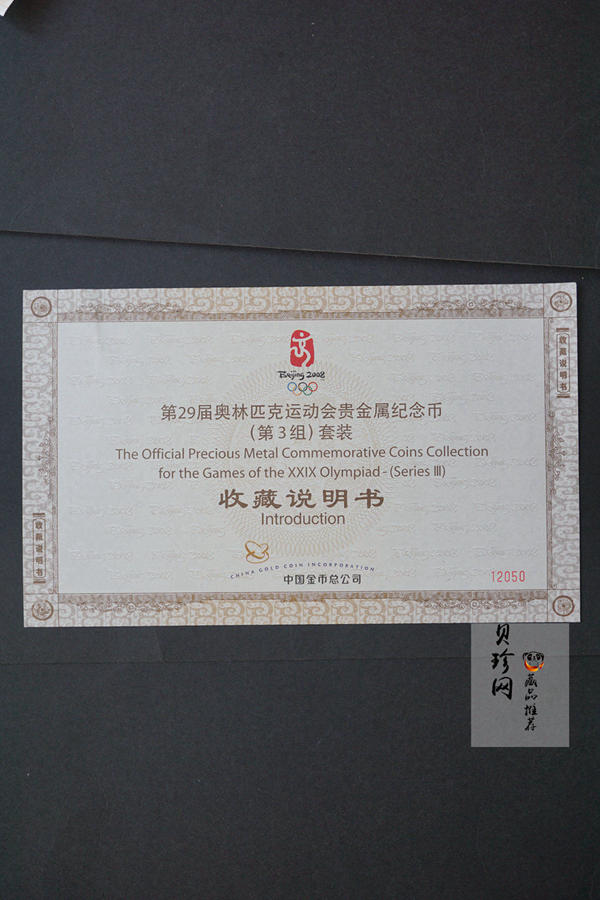 Beijing 2008
第29届奥林匹克运动会贵金属纪念币
（第3组）套装
The Official Precious Metal Commemorative Coins Collection
for the Games of the XXIX Olympiad-(Series Ⅲ)
收藏说明书
Introduction
CHINA GOLD COIN INCORPORATION
中国金币总公司
12050
收藏说明书
收藏说明书
贝珍网
藏品推荐